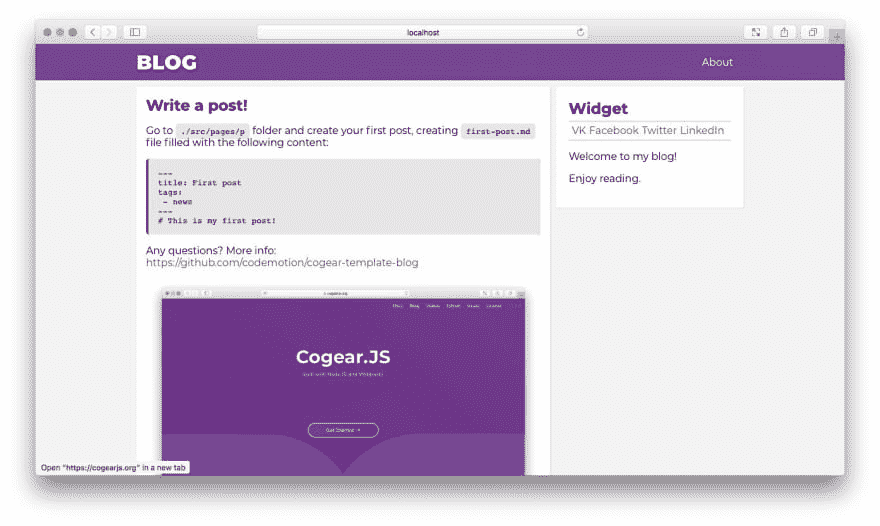 localhost
BLOG
About
Write a post!
Go to ./src/pages/p folder and create your first post, creating first-post.md
file filled with the following content:
---
title: First post
tags:
- news
---
# This is my first post!
Any questions? More info:
https://github.com/codemotion/cogear-template-blog
Cogear.JS
Get Started →
Widget
VK Facebook Twitter LinkedIn
Welcome to my blog!
Enjoy reading.
Open "https://cogearjs.org" in a new tab